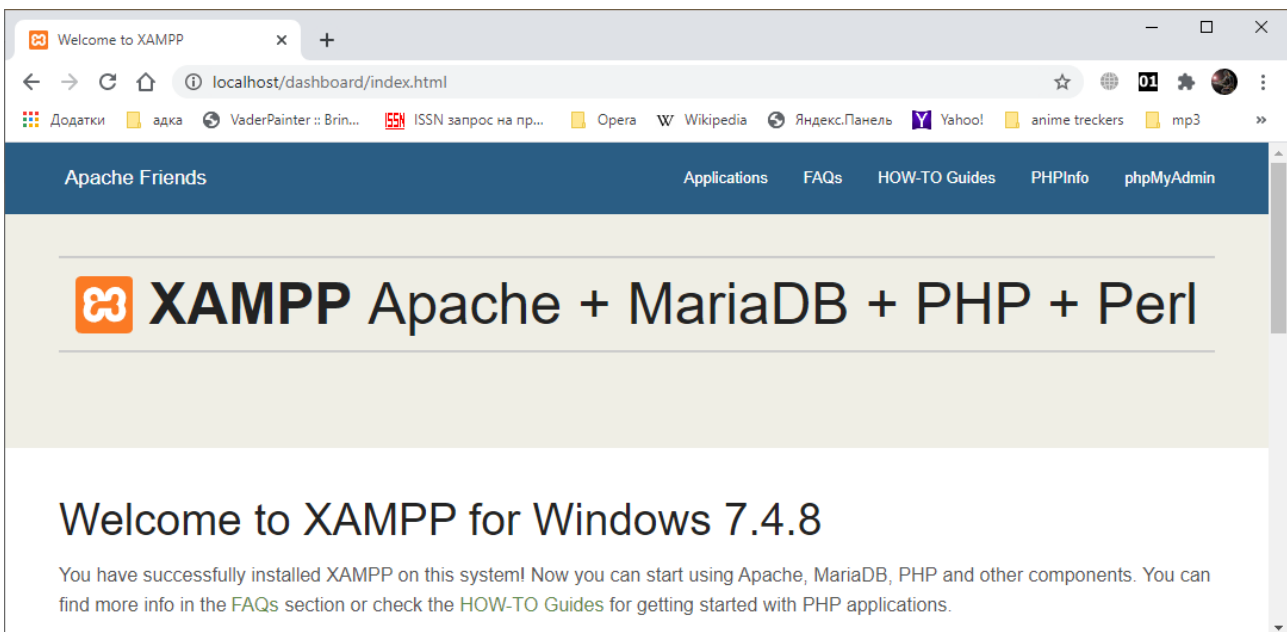 Welcome to XAMPP
localhost/dashboard/index.html
01
Додатки адка VaderPainter :: Brin... ISSN ISSN запрос на пр... Opera W Wikipedia Яндекс.Панель Y Yahoo! anime treckers mp3 »
Apache Friends Applications FAQs HOW-TO Guides PHPInfo phpMyAdmin
XAMPP Apache + MariaDB + PHP + Perl
Welcome to XAMPP for Windows 7.4.8
You have successfully installed XAMPP on this system! Now you can start using Apache, MariaDB, PHP and other components. You can
find more info in the FAQs section or check the HOW-TO Guides for getting started with PHP applications.